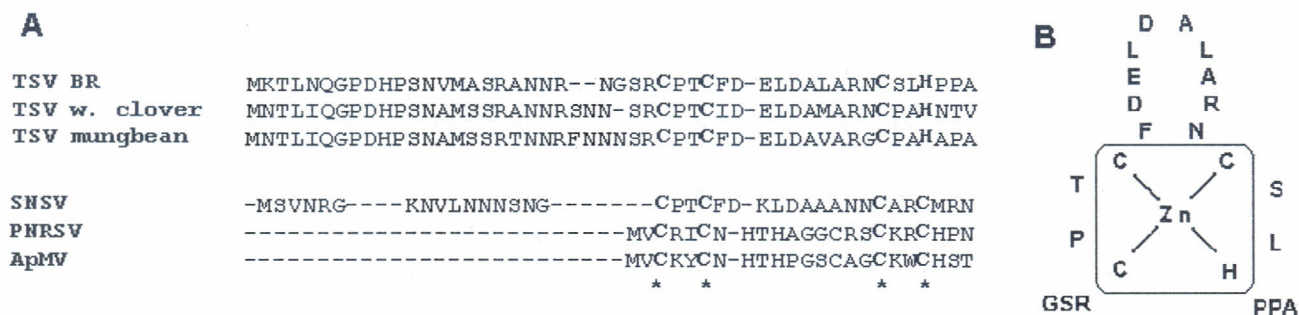 A
TSV BR MKTLNQGPDHPSNVMASRANNR--NGSRCPTCFD-ELDALARNCSLHPPA
TSV w. clover MNTLIQGPDHPSNAMSSRANNRSNN-SRCPTCID-ELDAMARNCPAHNTV
TSV mungbean MNTLIQGPDHPSNAMSSRTNNRFNNNSRCPTCFD-ELDAVARGCPAHAPA
SNSV -MSVNRG----KNVLNNNSNG-------CPTCFD-KLDAAANNCARCMRN
PNRSV --------------------------MVCRICN-HTHAGGCRSCKRCHPN
ApMV --------------------------MVCKYCN-HTHPGSCAGCKWCHST
* * * *
B
D A
L L
E A
D R
F N
C C
T S
Zn
P L
C H
GSR PPA